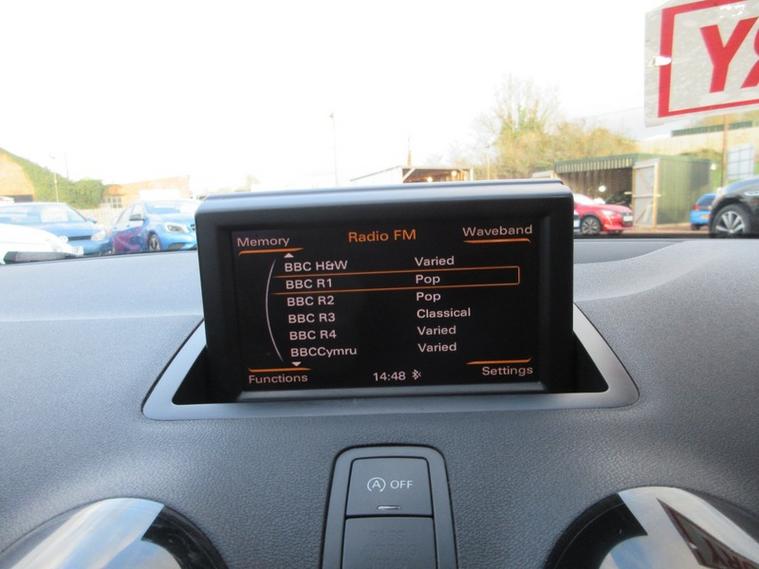 RY
Memory Radio FM Waveband
BBC H&W Varied
BBC R1 Pop
BBC R2 Pop
BBC R3 Classical
BBC R4 Varied
BBCCymru Varied
Functions 14:48 Settings
A OFF